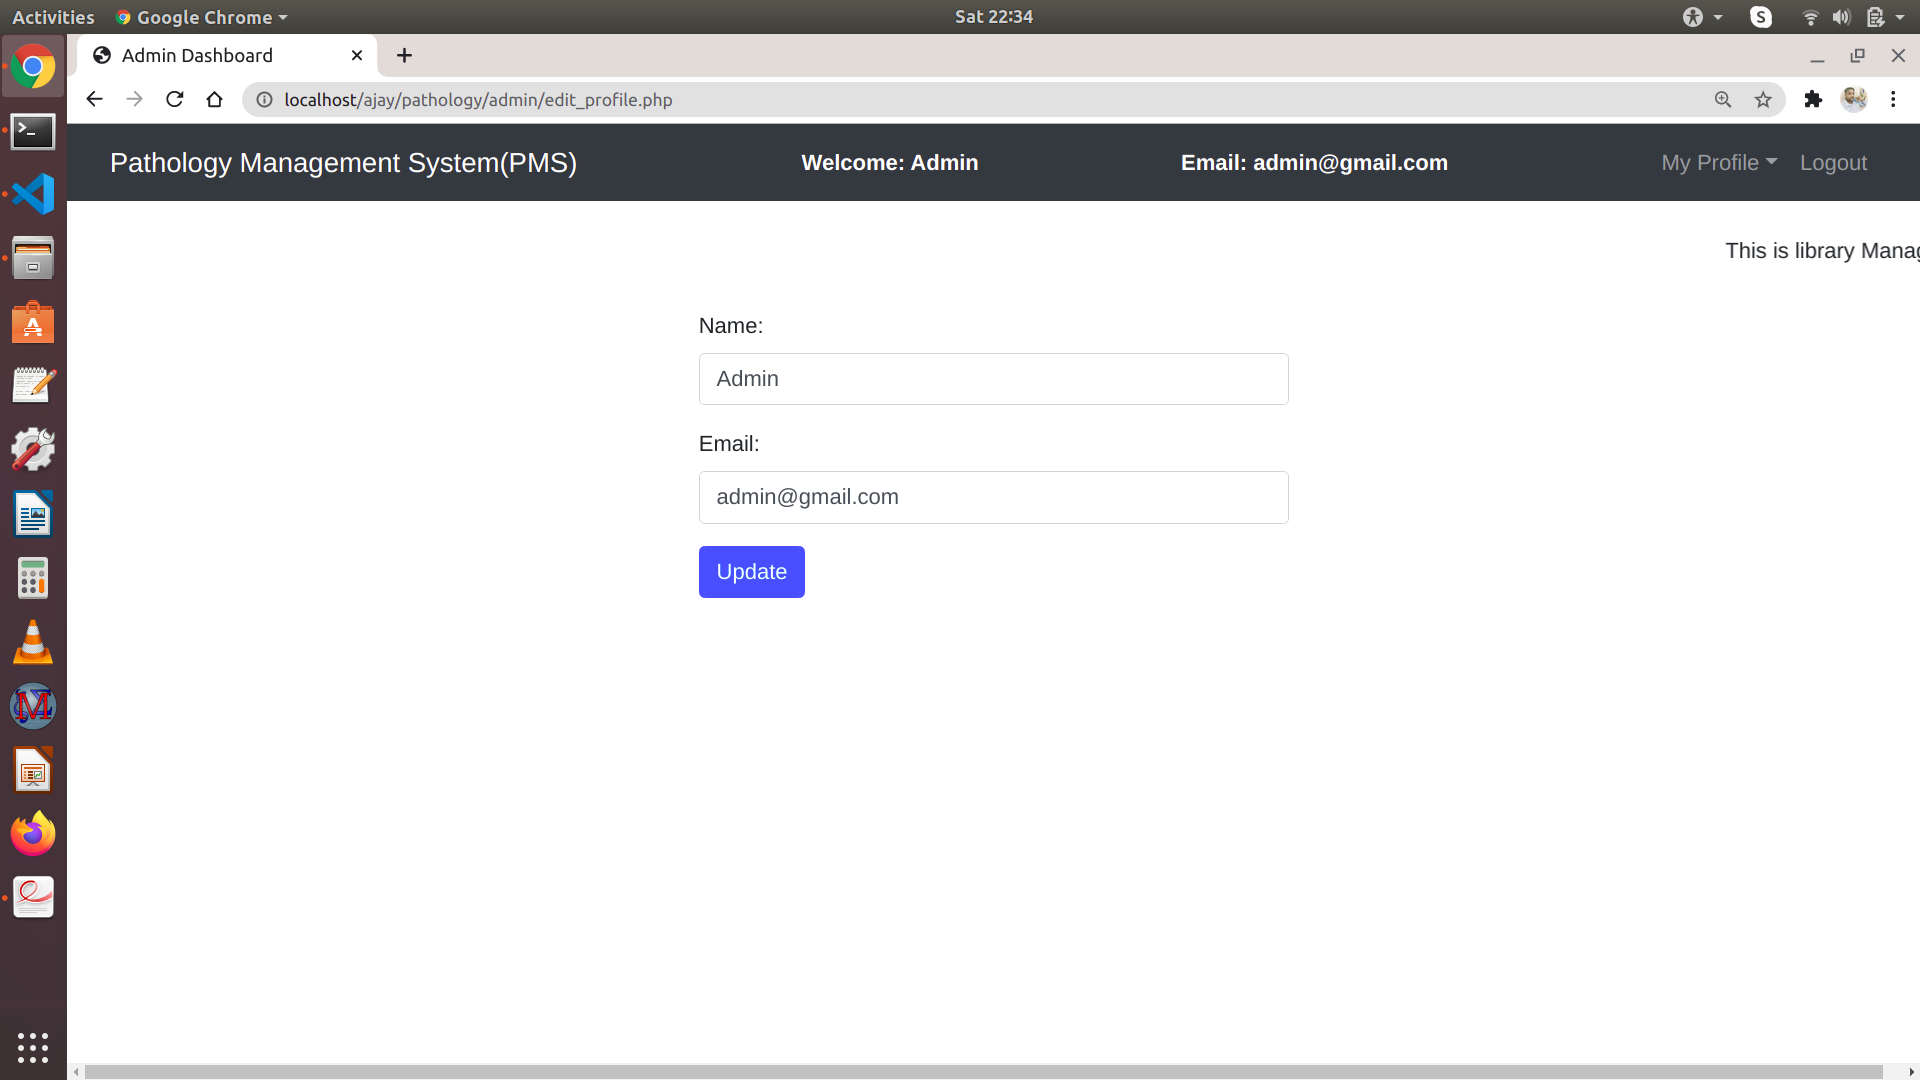 Activities Google Chrome Sat 22:34
Admin Dashboard
localhost/ajay/pathology/admin/edit_profile.php
Pathology Management System(PMS) Welcome: Admin Email: admin@gmail.com My Profile Logout
This is library Manag
Name:
Admin
Email:
admin@gmail.com
Update